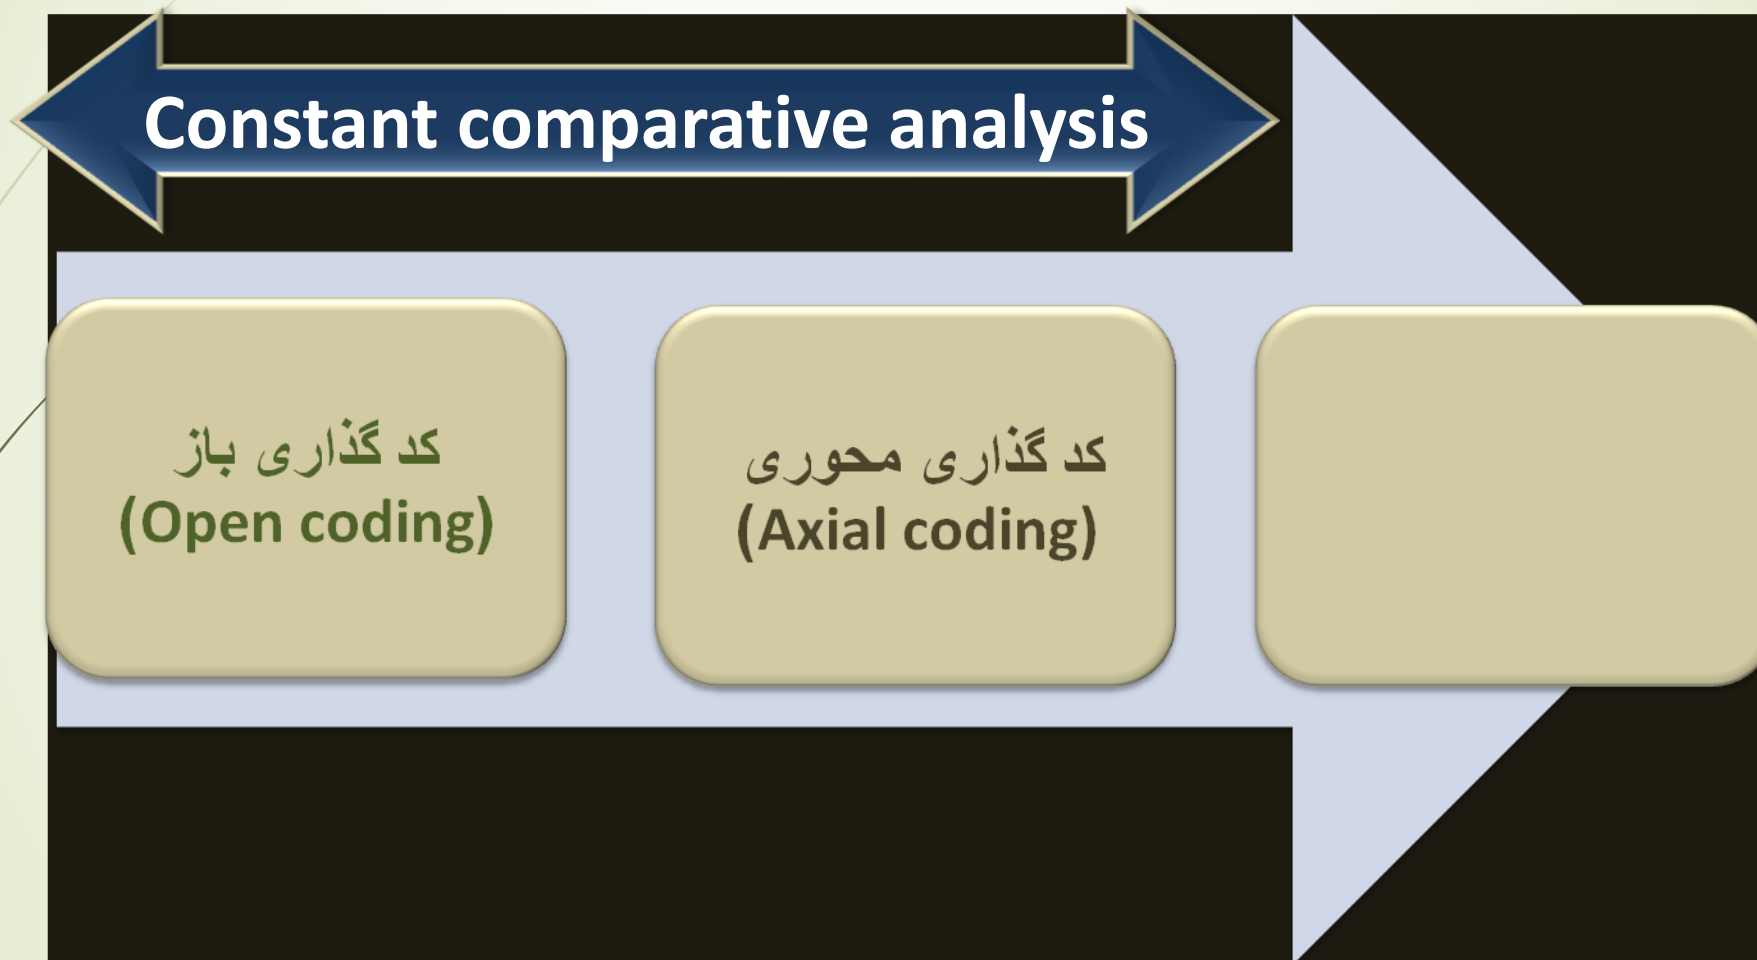 Constant comparative analysis
کد گذاری باز
(Open coding)
کد گذاری محوری
(Axial coding)